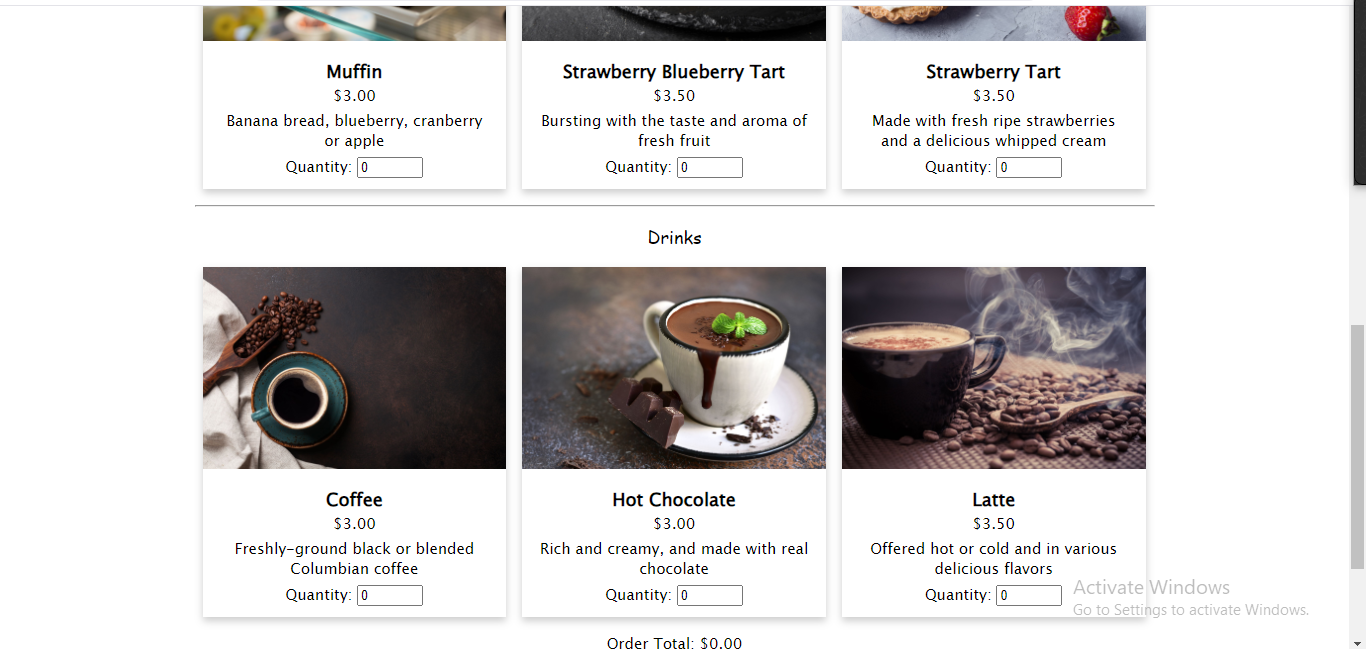 Muffin
$3.00
Banana bread, blueberry, cranberry
or apple
Quantity: 0
Strawberry Blueberry Tart
$3.50
Bursting with the taste and aroma of
fresh fruit
Quantity: 0
Strawberry Tart
$3.50
Made with fresh ripe strawberries
and a delicious whipped cream
Quantity: 0
Drinks
Coffee
$3.00
Freshly-ground black or blended
Columbian coffee
Quantity: 0
Hot Chocolate
$3.00
Rich and creamy, and made with real
chocolate
Quantity: 0
Latte
$3.50
Offered hot or cold and in various
delicious flavors
Quantity: 0
Activate Windows
Go to Settings to activate Windows.
Order Total: $0.00